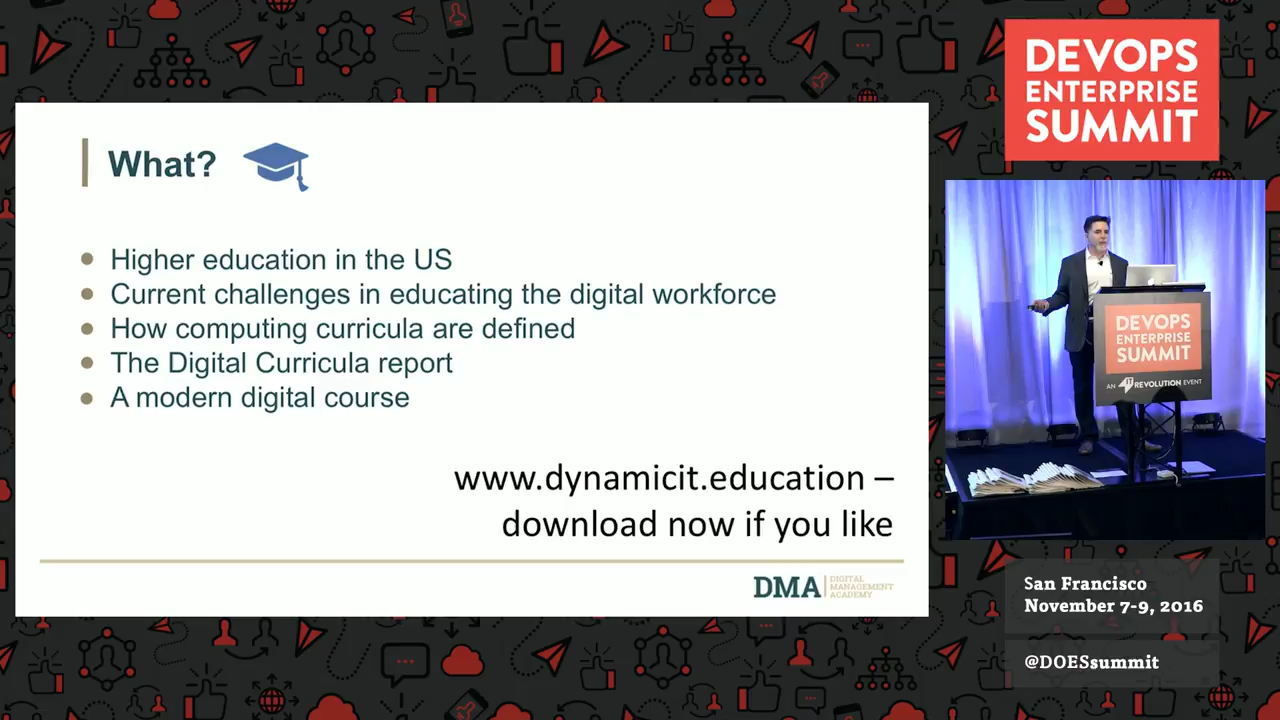 What?
Higher education in the US
Current challenges in educating the digital workforce
How computing curricula are defined
The Digital Curricula report
A modern digital course
www.dynamicit.education –
download now if you like
DMA
DIGITAL
MANAGEMENT
ACADEMY
DEVOPS
ENTERPRISE
SUMMIT
DEVOPS
ENTERPRISE
SUMMIT
AN IT REVOLUTION EVENT
San Francisco
November 7-9, 2016
@DOESsummit